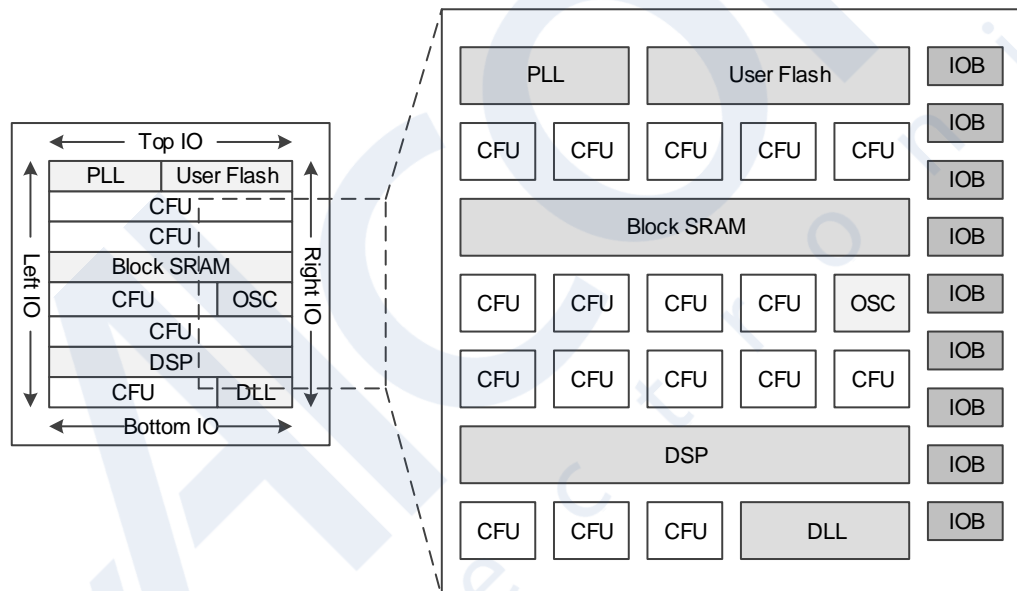 Top IO
PLL User Flash
CFU
CFU
Block SRAM
CFU OSC
CFU
DSP
CFU DLL
Bottom IO
Left IO
Right IO
PLL User Flash IOB
IOB
CFU CFU CFU CFU CFU
IOB
Block SRAM IOB
CFU CFU CFU CFU OSC IOB
IOB
CFU CFU CFU CFU CFU
IOB
DSP IOB
CFU CFU CFU DLL IOB